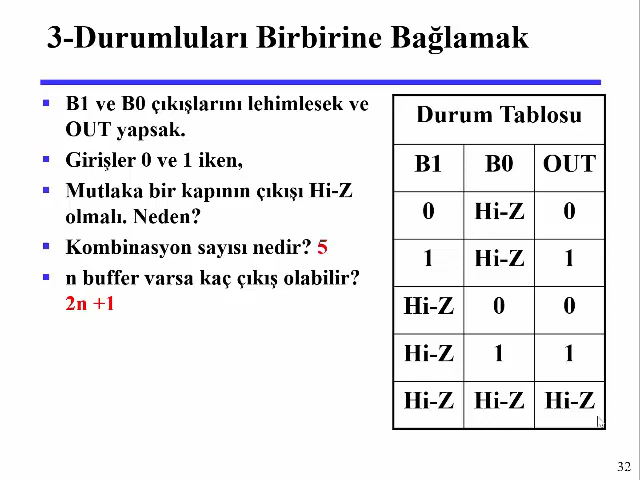 3-Durumluları Birbirine Bağlamak
B1 ve B0 çıkışlarını lehimlesek ve
OUT yapsak.
Girişler 0 ve 1 iken,
Mutlaka bir kapının çıkışı Hi-Z
olmalı. Neden?
Kombinasyon sayısı nedir? 5
n buffer varsa kaç çıkış olabilir?
2n +1
Durum Tablosu
B1 B0 OUT
0 Hi-Z 0
1 Hi-Z 1
Hi-Z 0 0
Hi-Z 1 1
Hi-Z Hi-Z Hi-Z
32